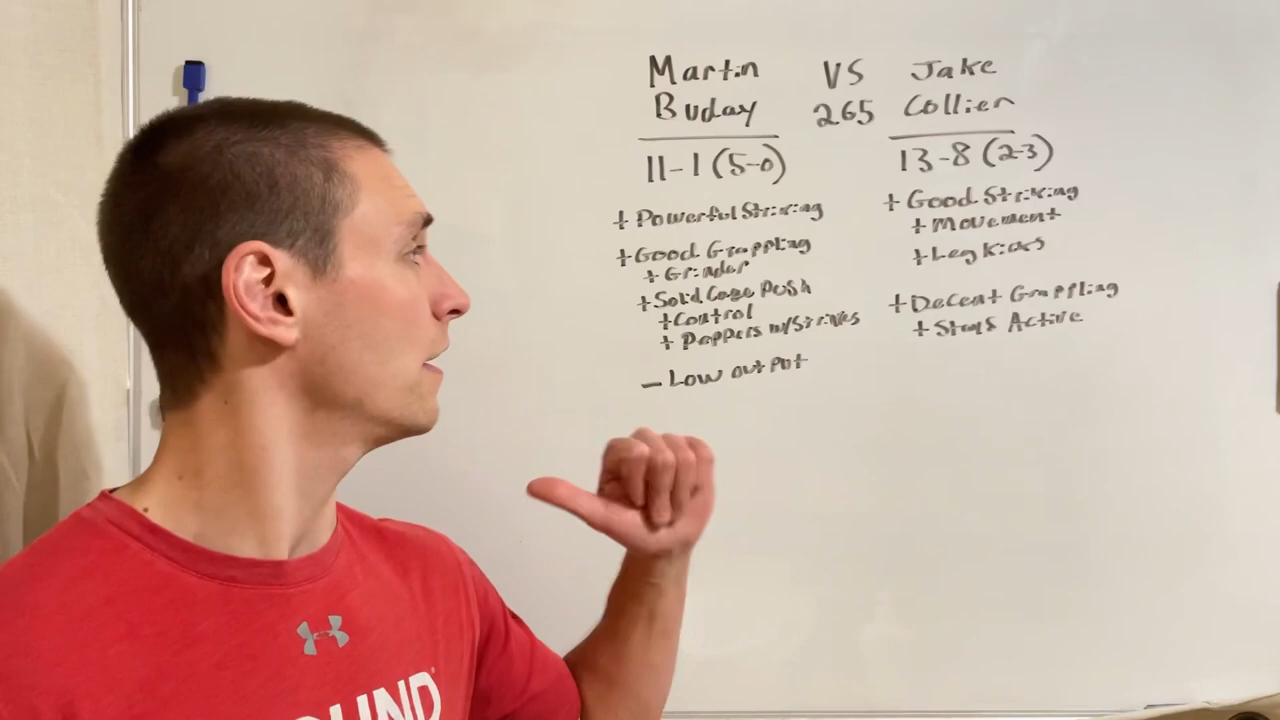 Martin VS Jake
Buday 265 Collier
11-1 (5-0)
13-8 (2-3)
+ Powerful Striking
+ Good Grappling
+ Grinder
+ Solid Cage Push
+ Control
+ Peppers w/Strikes
- Low output
+ Good Striking
+ Movement
+ Leg Kicks
+ Decent Grappling
+ Stays Active
OUND